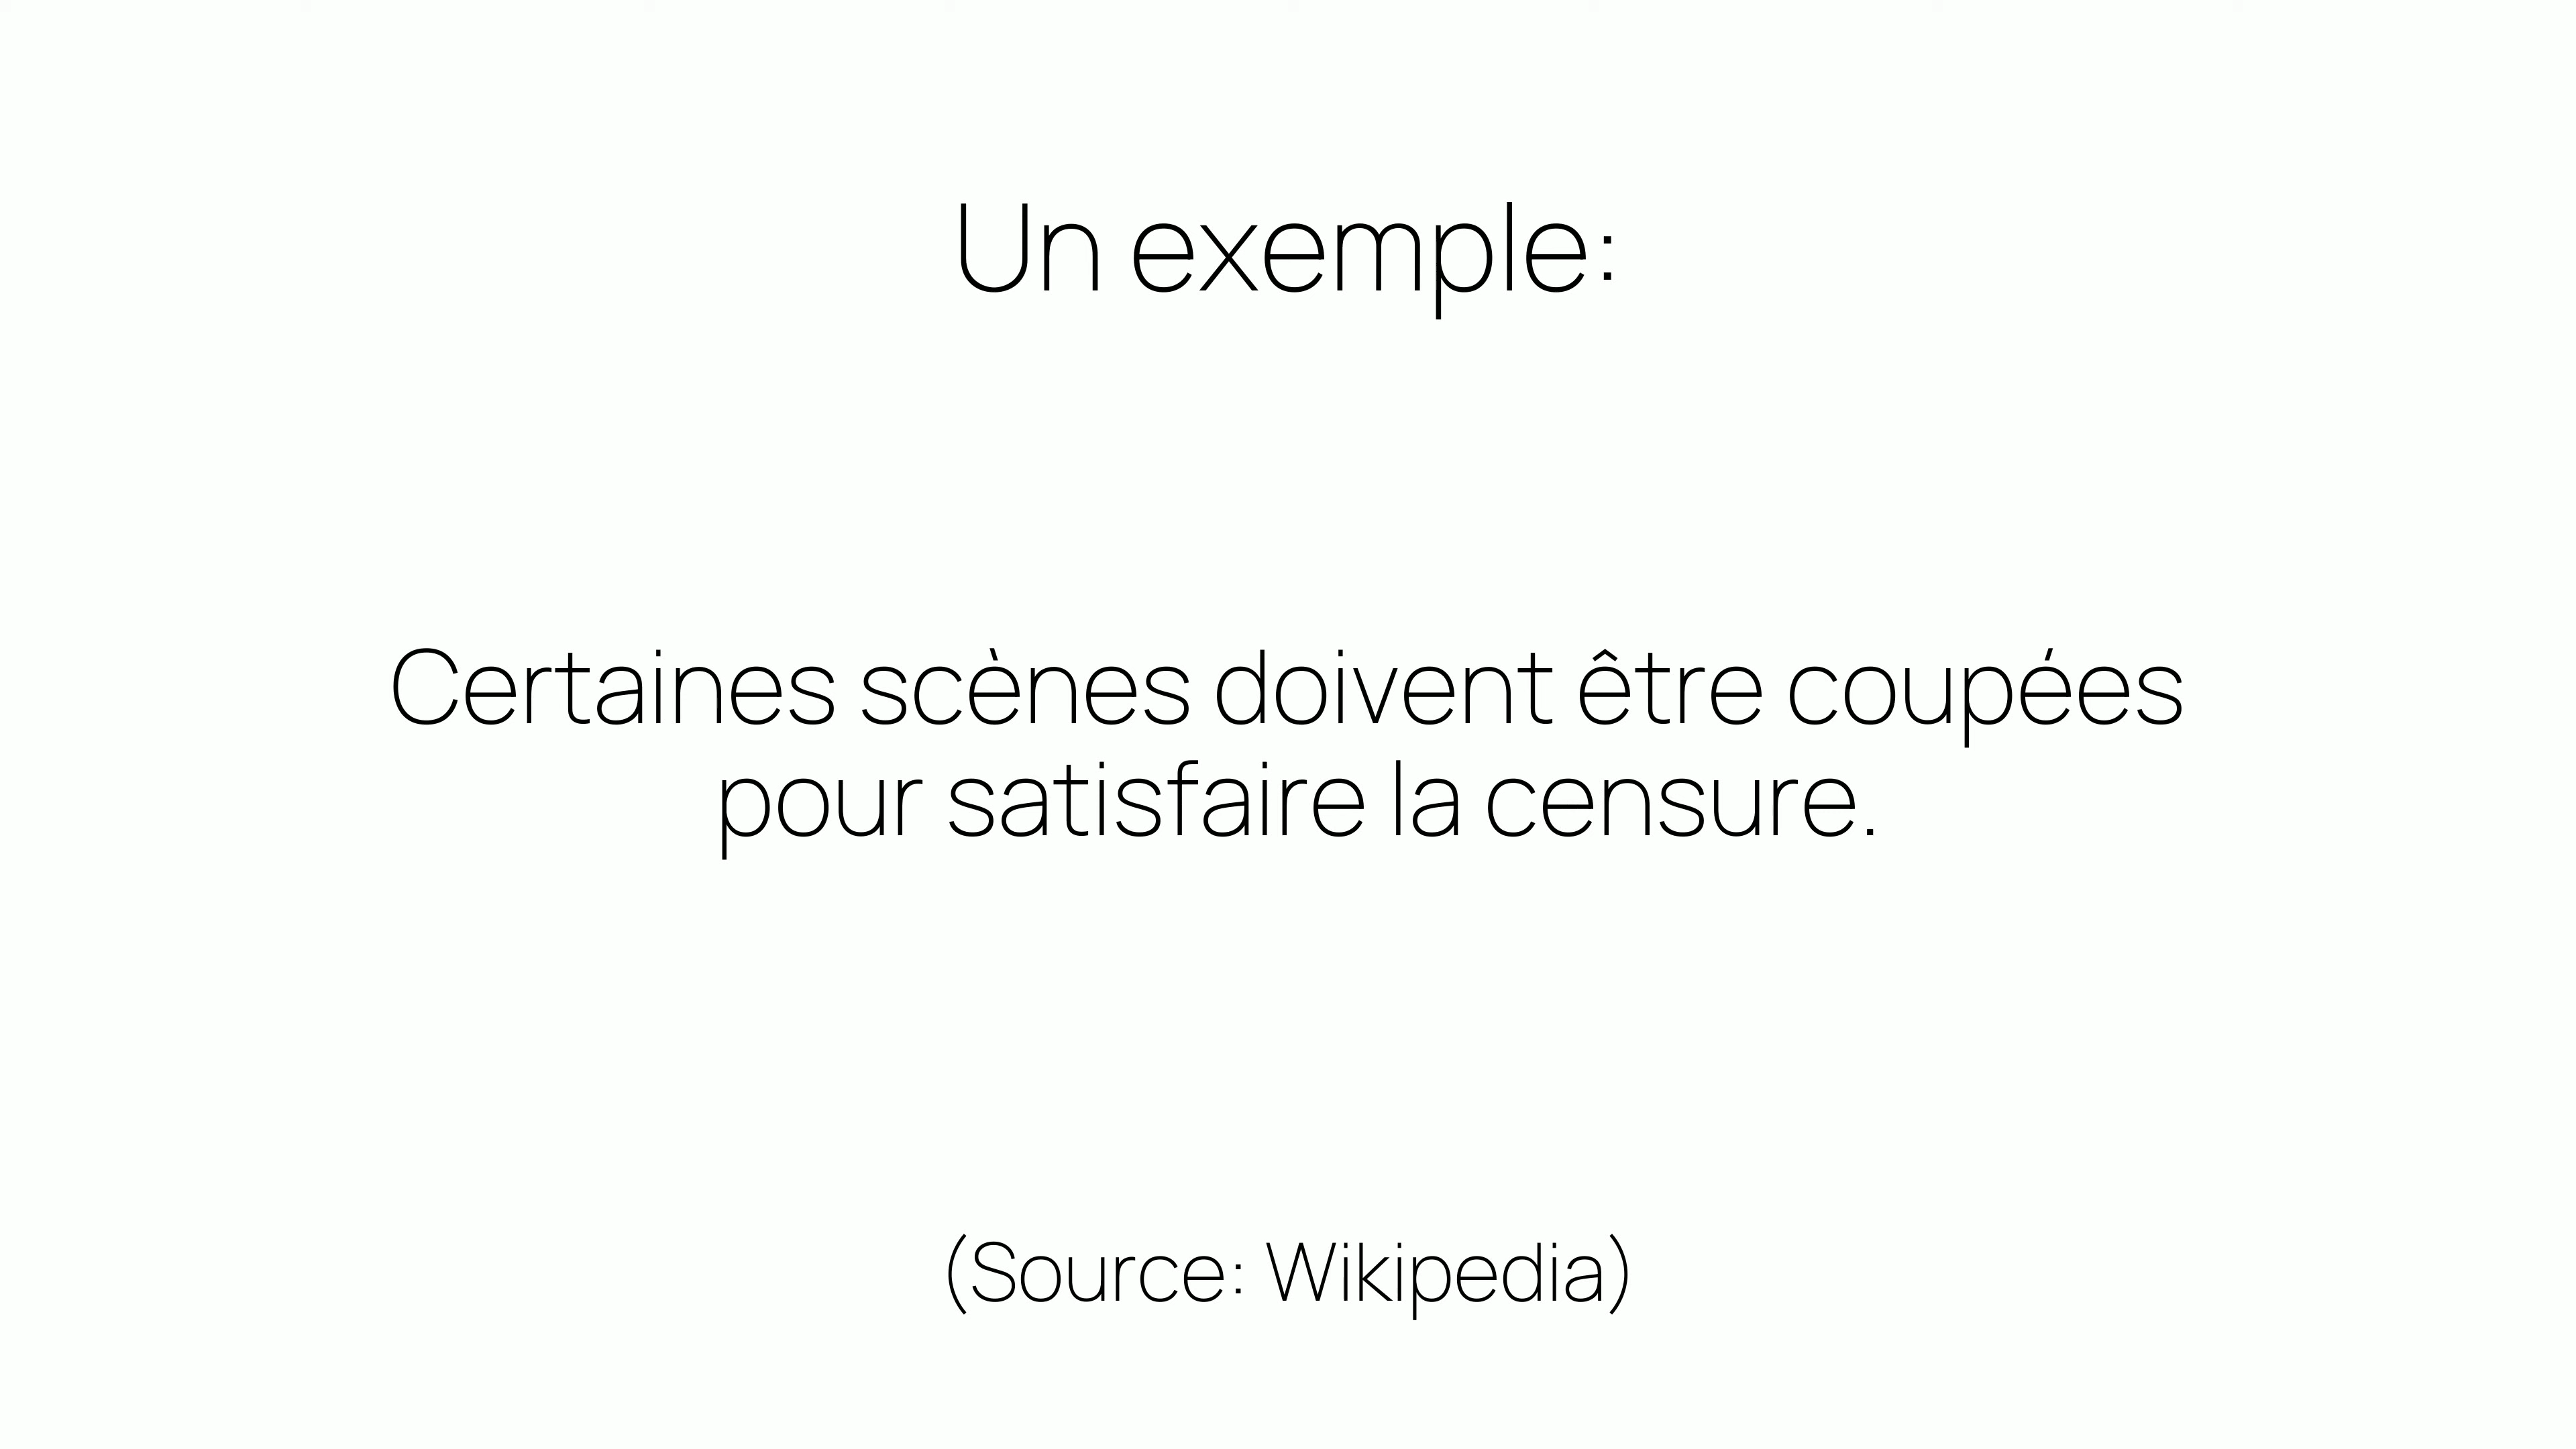 Un exemple:
Certaines scènes doivent être coupées
pour satisfaire la censure.
(Source: Wikipedia)